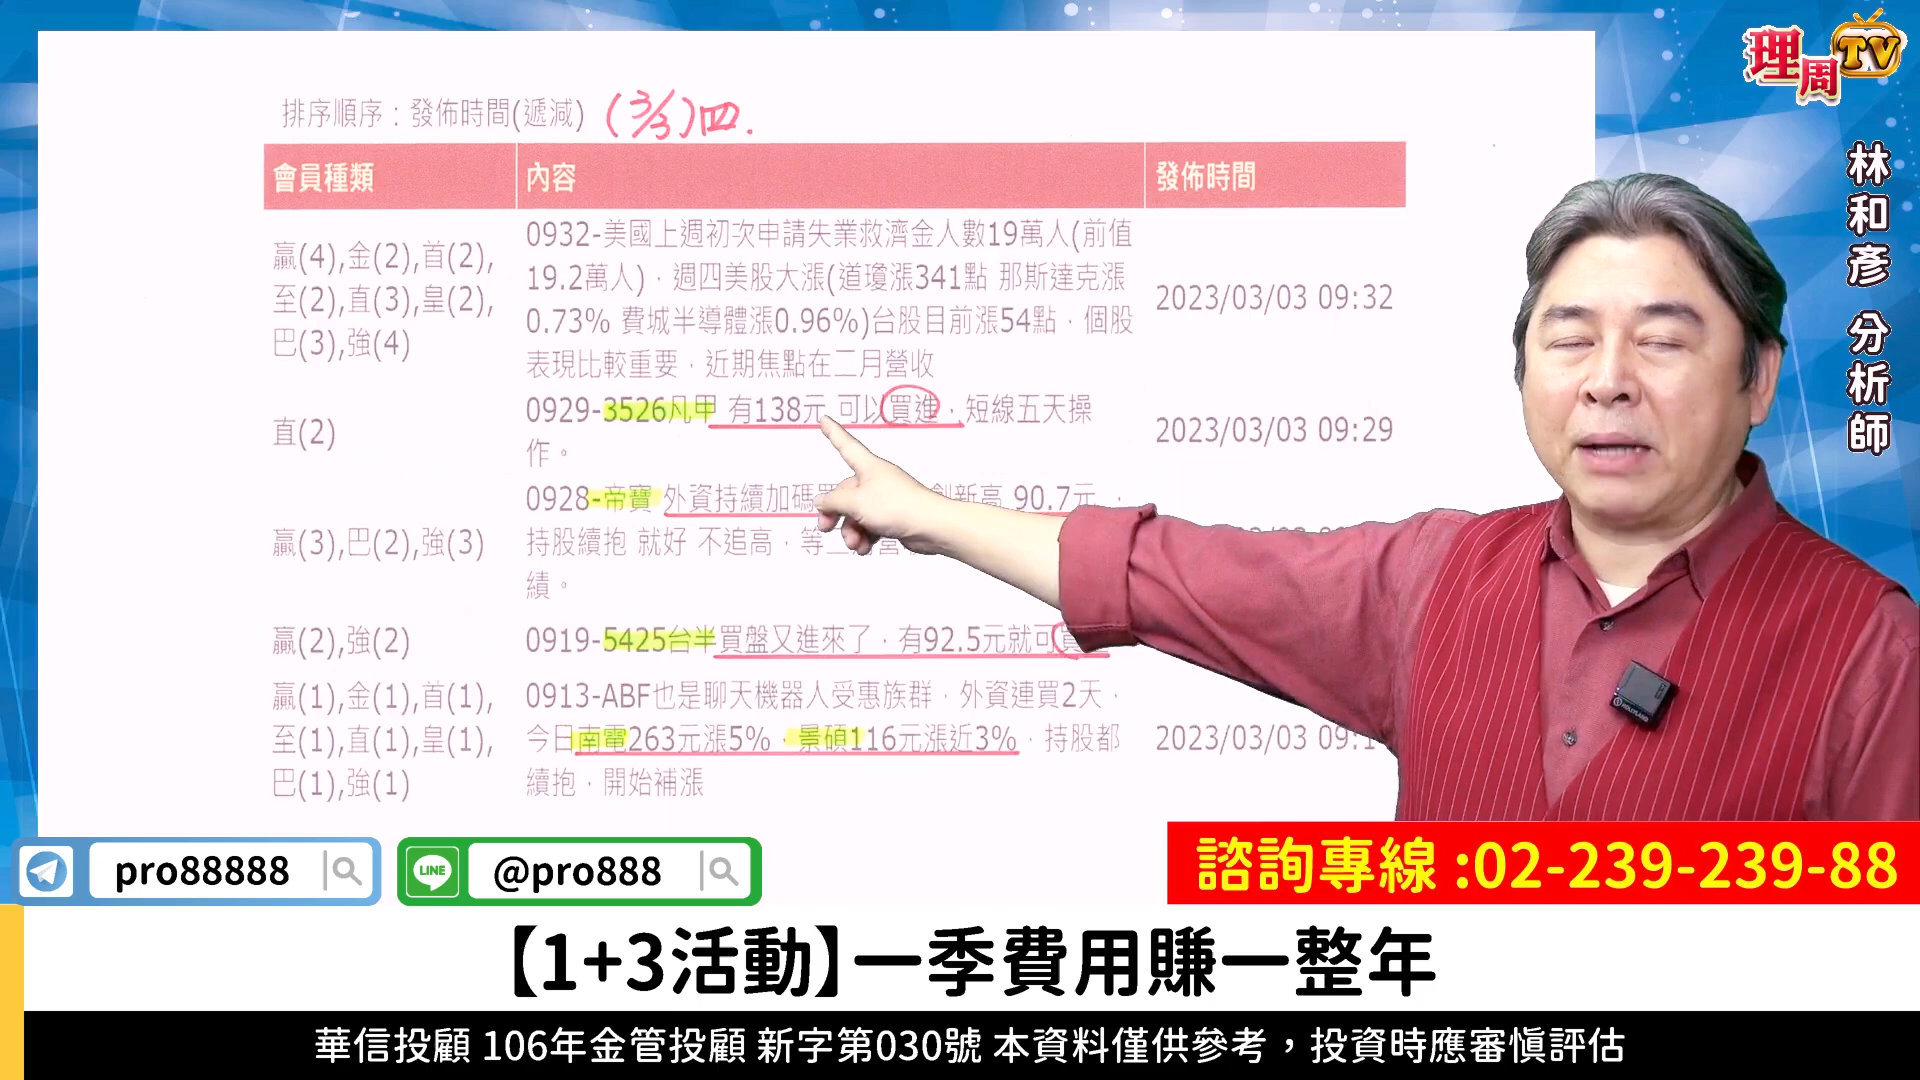 理周TV
林和彥 分析師
排序順序：發佈時間(遞減) (3/3)四.
會員種類 內容 發佈時間
贏(4),金(2),首(2),
至(2),直(3),皇(2),
巴(3),強(4)
0932-美國上週初次申請失業救濟金人數19萬人(前值
19.2萬人)，週四美股大漲(道瓊漲341點 那斯達克漲
0.73% 費城半導體漲0.96%)台股目前漲54點，個股
表現比較重要，近期焦點在二月營收
2023/03/03 09:32
直(2)
0929-3526凡甲 有138元 可以買進，短線五天操
作。
2023/03/03 09:29
贏(3),巴(2),強(3)
0928-帝寶 外資持續加碼 創新高 90.7元，
持股續抱 就好 不追高，等
績。
贏(2),強(2)
0919-5425台半買盤又進來了，有92.5元就可
贏(1),金(1),首(1),
至(1),直(1),皇(1),
巴(1),強(1)
0913-ABF也是聊天機器人受惠族群，外資連買2天，
今日南電263元漲5%，景碩116元漲近3%，持股都
續抱，開始補漲
2023/03/03 09:1
pro88888
LINE @pro888
諮詢專線:02-239-239-88
【1+3活動】一季費用賺一整年
華信投顧 106年金管投顧 新字第030號 本資料僅供參考，投資時應審慎評估